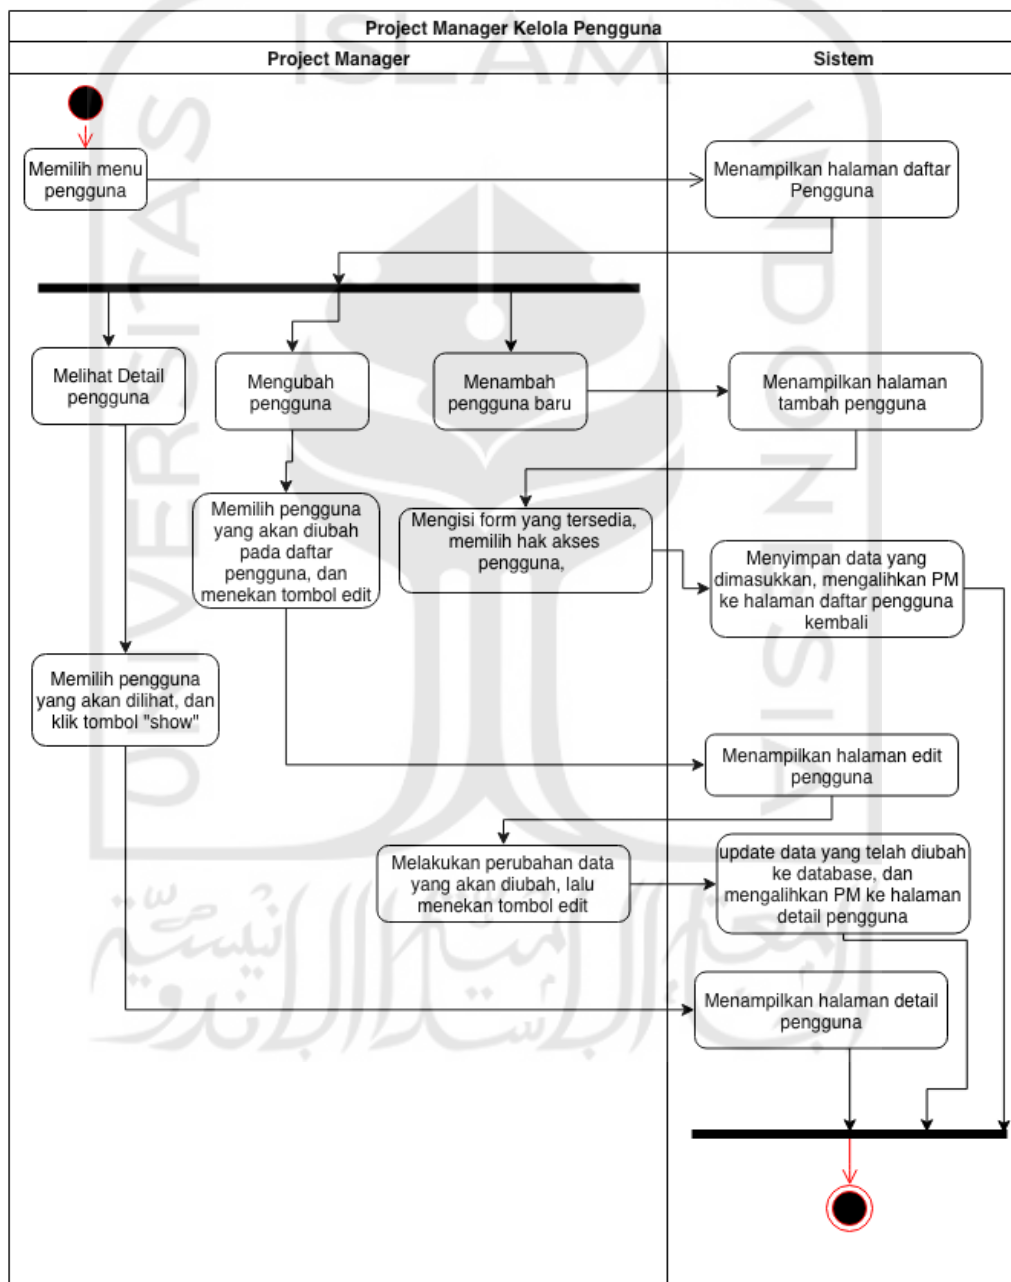 Project Manager Kelola Pengguna
Project Manager
Sistem
Memilih menu
pengguna
Menampilkan halaman daftar
Pengguna
Melihat Detail
pengguna
Mengubah
pengguna
Menambah
pengguna baru
Menampilkan halaman
tambah pengguna
Memilih pengguna
yang akan diubah
pada daftar
pengguna, dan
menekan tombol edit
Mengisi form yang tersedia,
memilih hak akses
pengguna,
Menyimpan data yang
dimasukkan, mengalihkan PM
ke halaman daftar pengguna
kembali
Memilih pengguna
yang akan dilihat, dan
klik tombol "show"
Menampilkan halaman edit
pengguna
Melakukan perubahan data
yang akan diubah, lalu
menekan tombol edit
update data yang telah diubah
ke database, dan
mengalihkan PM ke halaman
detail pengguna
Menampilkan halaman detail
pengguna
UNIVERSITAS
ISLAM
INDONESIA